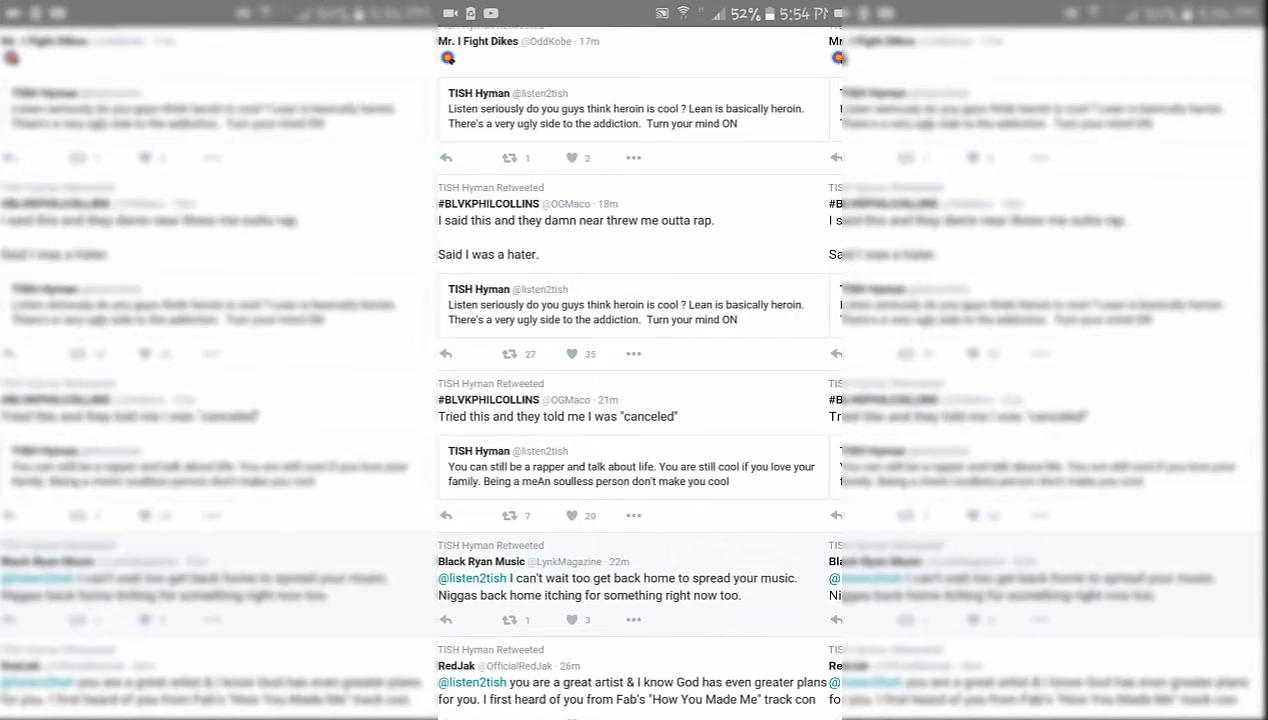 52% 5:54 PM
Mr. I Fight Dikes @OddKobe · 17m
TISH Hyman @listen2tish
Listen seriously do you guys think heroin is cool ? Lean is basically heroin.
There's a very ugly side to the addiction. Turn your mind ON
1 2
TISH Hyman Retweeted
#BLVKPHILCOLLINS @OGMaco · 18m
I said this and they damn near threw me outta rap.
Said I was a hater.
TISH Hyman @listen2tish
Listen seriously do you guys think heroin is cool ? Lean is basically heroin.
There's a very ugly side to the addiction. Turn your mind ON
27 35
TISH Hyman Retweeted
#BLVKPHILCOLLINS @OGMaco · 21m
Tried this and they told me I was "canceled"
TISH Hyman @listen2tish
You can still be a rapper and talk about life. You are still cool if you love your
family. Being a meAn soulless person don't make you cool
7 20
TISH Hyman Retweeted
Black Ryan Music @LynkMagazine · 22m
@listen2tish I can't wait too get back home to spread your music.
Niggas back home itching for something right now too.
1 3
TISH Hyman Retweeted
RedJak @OfficialRedJak · 26m
@listen2tish you are a great artist & I know God has even greater plans
for you. I first heard of you from Fab's "How You Made Me" track con